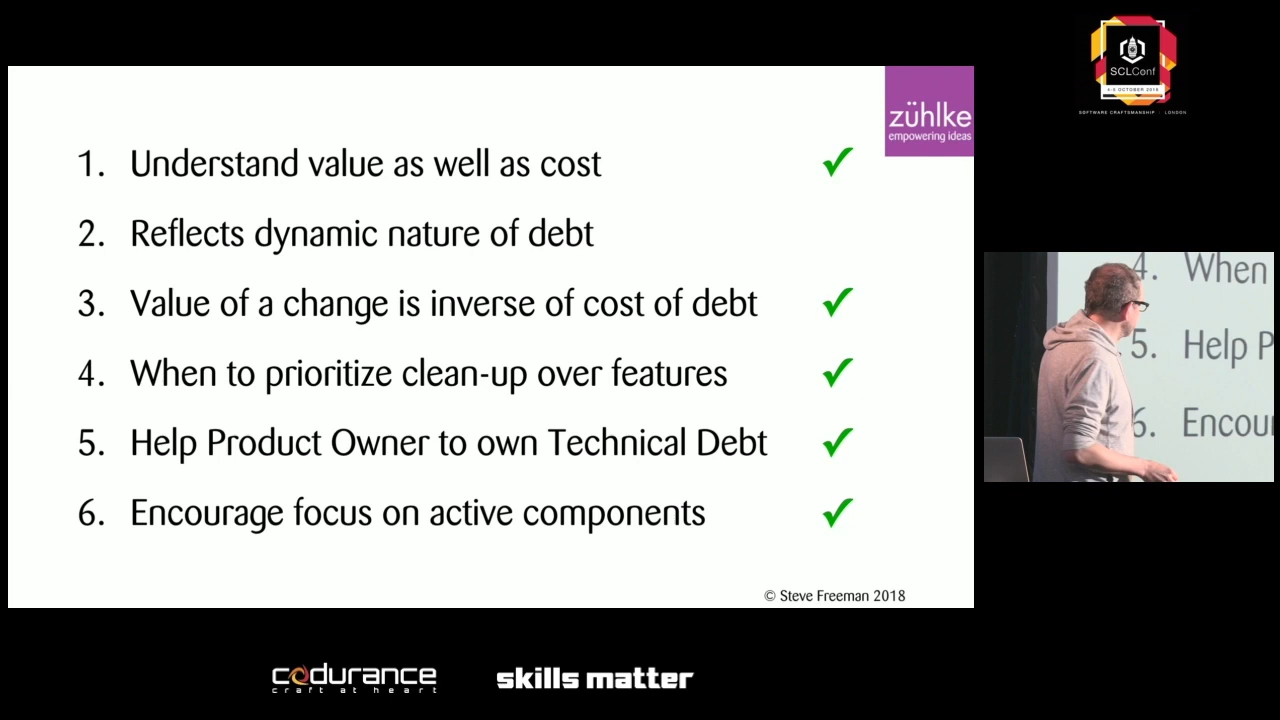 SCLConf
4-5 OCTOBER 2018
SOFTWARE CRAFTSMANSHIP · LONDON
zühlke
empowering ideas
1. Understand value as well as cost ✓
2. Reflects dynamic nature of debt
3. Value of a change is inverse of cost of debt ✓
4. When to prioritize clean-up over features ✓
5. Help Product Owner to own Technical Debt ✓
6. Encourage focus on active components ✓
© Steve Freeman 2018
4. When
5. Help P
6. Encou
codurance
craft at heart
skills matter